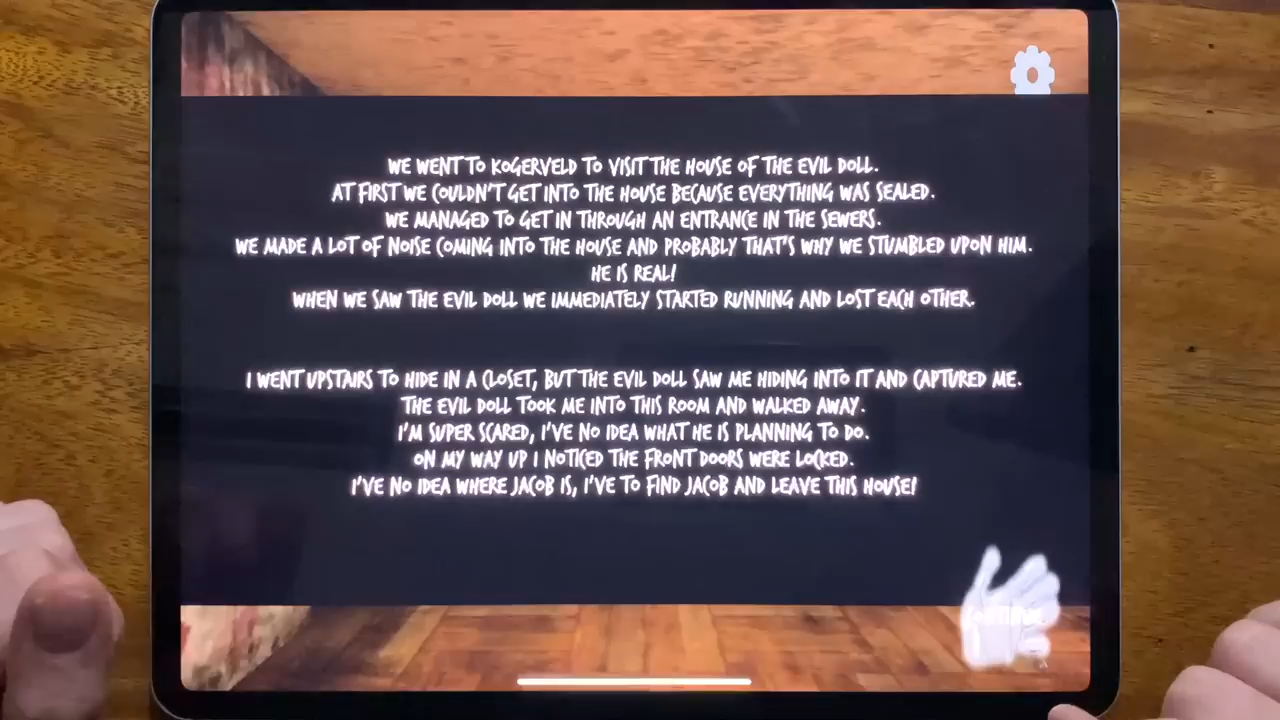 WE WENT TO KOGERVELD TO VISIT THE HOUSE OF THE EVIL DOLL.
AT FIRST WE COULDN'T GET INTO THE HOUSE BECAUSE EVERYTHING WAS SEALED.
WE MANAGED TO GET IN THROUGH AN ENTRANCE IN THE SEWERS.
WE MADE A LOT OF NOISE COMING INTO THE HOUSE AND PROBABLY THAT'S WHY WE STUMBLED UPON HIM.
HE IS REAL!
WHEN WE SAW THE EVIL DOLL WE IMMEDIATELY STARTED RUNNING AND LOST EACH OTHER.
I WENT UPSTAIRS TO HIDE IN A CLOSET, BUT THE EVIL DOLL SAW ME HIDING INTO IT AND CAPTURED ME.
THE EVIL DOLL TOOK ME INTO THIS ROOM AND WALKED AWAY.
I'M SUPER SCARED, I'VE NO IDEA WHAT HE IS PLANNING TO DO.
ON MY WAY UP I NOTICED THE FRONT DOORS WERE LOCKED.
I'VE NO IDEA WHERE JACOB IS, I'VE TO FIND JACOB AND LEAVE THIS HOUSE!